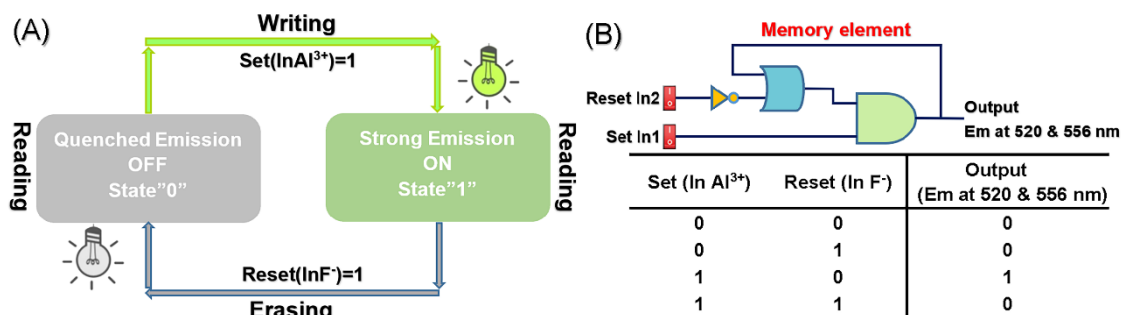 (A)
Writing
Set(InAl³⁺)=1
Reading
Quenched Emission
OFF
State”0”
Strong Emission
ON
State”1”
Reading
Reset(InF⁻)=1
Erasing
(B)
Memory element
Reset In2
Set In1
Output
Em at 520 & 556 nm
Set (In Al³⁺) Reset (In F⁻) Output
(Em at 520 & 556 nm)
0 0 0
0 1 0
1 0 1
1 1 0